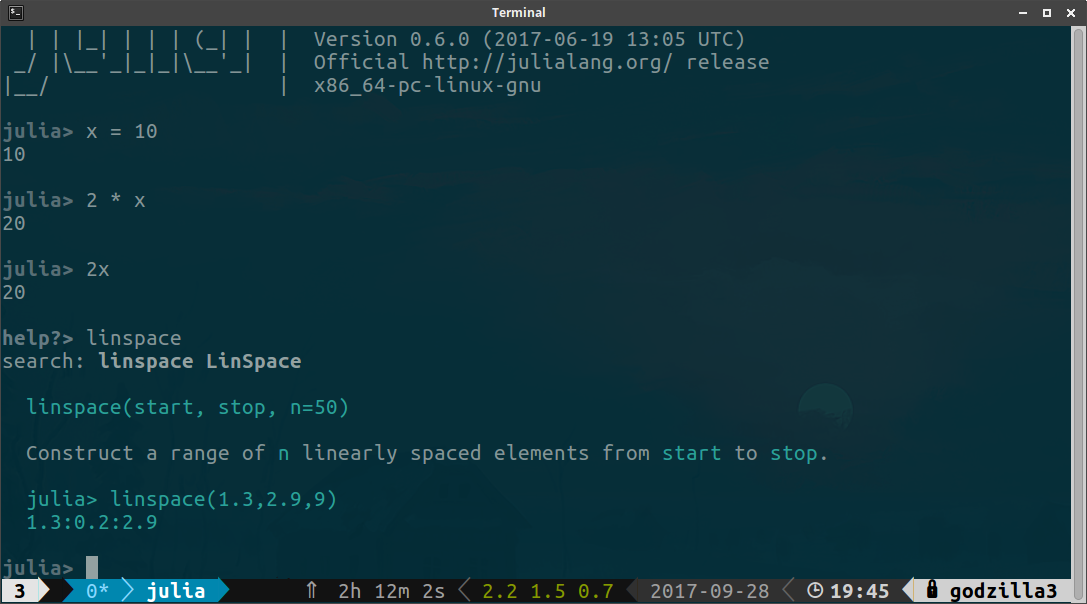 Terminal
| | |_| | | | (_| |  |  Version 0.6.0 (2017-06-19 13:05 UTC)
_/ |\__'_|_|_|\__'_|  |  Official http://julialang.org/ release
|__/                   |  x86_64-pc-linux-gnu
julia> x = 10
10
julia> 2 * x
20
julia> 2x
20
help?> linspace
search: linspace LinSpace
linspace(start, stop, n=50)
Construct a range of n linearly spaced elements from start to stop.
julia> linspace(1.3,2.9,9)
1.3:0.2:2.9
julia>
3 0* julia ⇑ 2h 12m 2s 2.2 1.5 0.7 2017-09-28 19:45 godzilla3